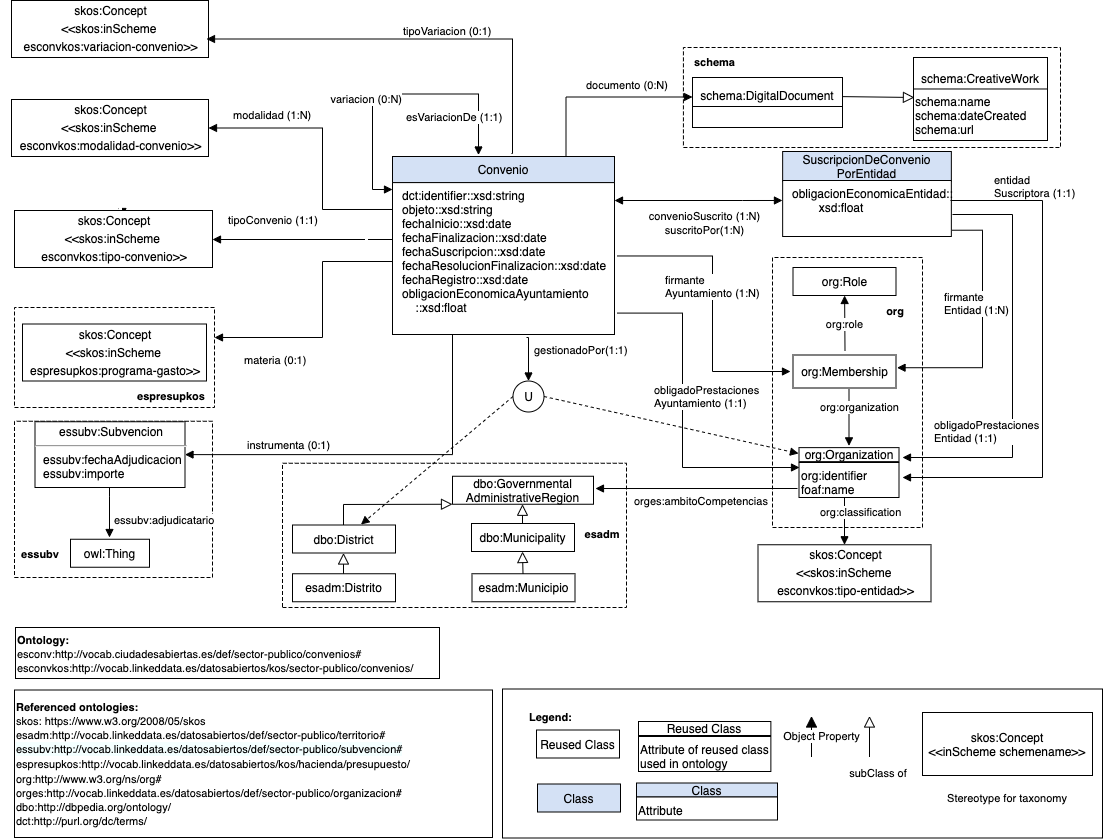 skos:Concept
<<skos:inScheme
esconvkos:variacion-convenio>>
tipoVariacion (0:1)
skos:Concept
<<skos:inScheme
esconvkos:modalidad-convenio>>
modalidad (1:N)
variacion (0:N)
esVariacionDe (1:1)
documento (0:N)
schema
schema:DigitalDocument
schema:CreativeWork
schema:name
schema:dateCreated
schema:url
skos:Concept
<<skos:inScheme
esconvkos:tipo-convenio>>
tipoConvenio (1:1)
Convenio
dct:identifier::xsd:string
objeto::xsd:string
fechaInicio::xsd:date
fechaFinalizacion::xsd:date
fechaSuscripcion::xsd:date
fechaResolucionFinalizacion::xsd:date
fechaRegistro::xsd:date
obligacionEconomicaAyuntamiento
::xsd:float
convenioSuscrito (1:N)
suscritoPor(1:N)
SuscripcionDeConvenio
PorEntidad
obligacionEconomicaEntidad::
xsd:float
entidad
Suscriptora (1:1)
firmante
Ayuntamiento (1:N)
org:Role
org
org:role
firmante
Entidad (1:N)
org:Membership
org:organization
skos:Concept
<<skos:inScheme
espresupkos:programa-gasto>>
espresupkos
materia (0:1)
gestionadoPor(1:1)
U
obligadoPrestaciones
Ayuntamiento (1:1)
obligadoPrestaciones
Entidad (1:1)
essubv:Subvencion
essubv:fechaAdjudicacion
essubv:importe
instrumenta (0:1)
essubv:adjudicatario
essubv
owl:Thing
org:Organization
org:identifier
foaf:name
orges:ambitoCompetencias
org:classification
dbo:Governmental
AdministrativeRegion
dbo:District
dbo:Municipality
esadm
esadm:Distrito
esadm:Municipio
skos:Concept
<<skos:inScheme
esconvkos:tipo-entidad>>
Ontology:
esconv:http://vocab.ciudadesabiertas.es/def/sector-publico/convenios#
esconvkos:http://vocab.linkeddata.es/datosabiertos/kos/sector-publico/convenios/
Referenced ontologies:
skos: https://www.w3.org/2008/05/skos
esadm:http://vocab.linkeddata.es/datosabiertos/def/sector-publico/territorio#
essubv:http://vocab.linkeddata.es/datosabiertos/def/sector-publico/subvencion#
espresupkos:http://vocab.linkeddata.es/datosabiertos/kos/hacienda/presupuesto/
org:http://www.w3.org/ns/org#
orges:http://vocab.linkeddata.es/datosabiertos/def/sector-publico/organizacion#
dbo:http://dbpedia.org/ontology/
dct:http://purl.org/dc/terms/
Legend:
Reused Class
Reused Class
Attribute of reused class
used in ontology
Class
Class
Attribute
Object Property
subClass of
skos:Concept
<<inScheme schemename>>
Stereotype for taxonomy